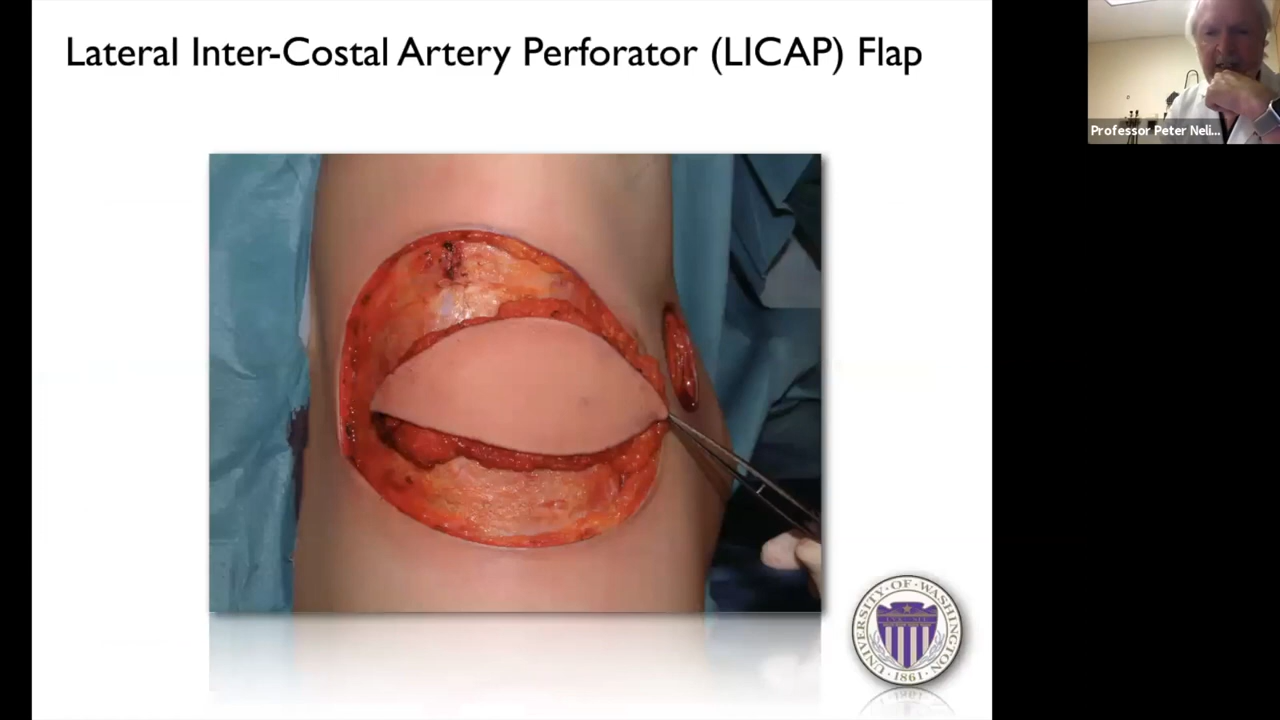 Lateral Inter-Costal Artery Perforator (LICAP) Flap
Professor Peter Neli...
UNIVERSITY · OF · WASHINGTON
· 1861 ·